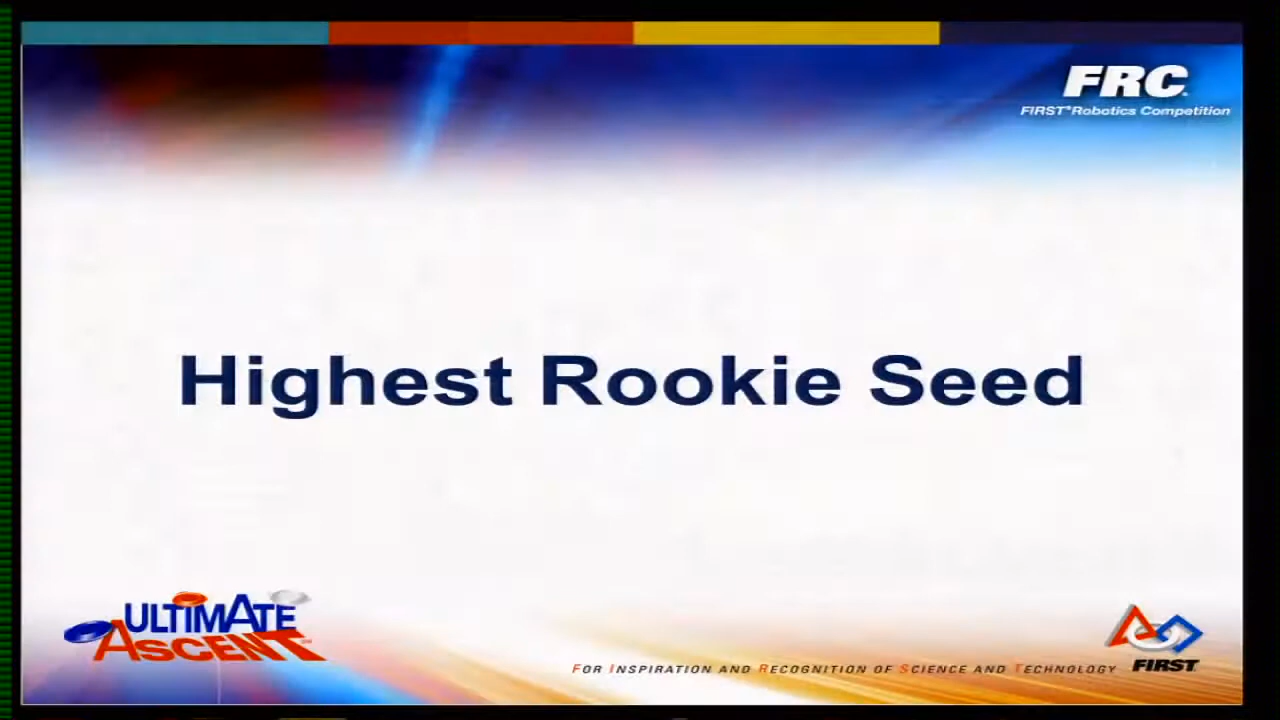 FRC
FIRST® Robotics Competition
Highest Rookie Seed
ULTIMATE
ASCENT
FOR INSPIRATION AND RECOGNITION OF SCIENCE AND TECHNOLOGY
FIRST